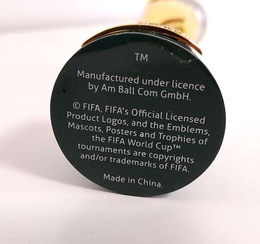 TM
Manufactured under licence
by Am Ball Com GmbH.
© FIFA, FIFA's Official Licensed
Product Logos, and the Emblems,
Mascots, Posters and Trophies of
the FIFA World Cup™
tournaments are copyrights
and/or trademarks of FIFA.
Made in China.